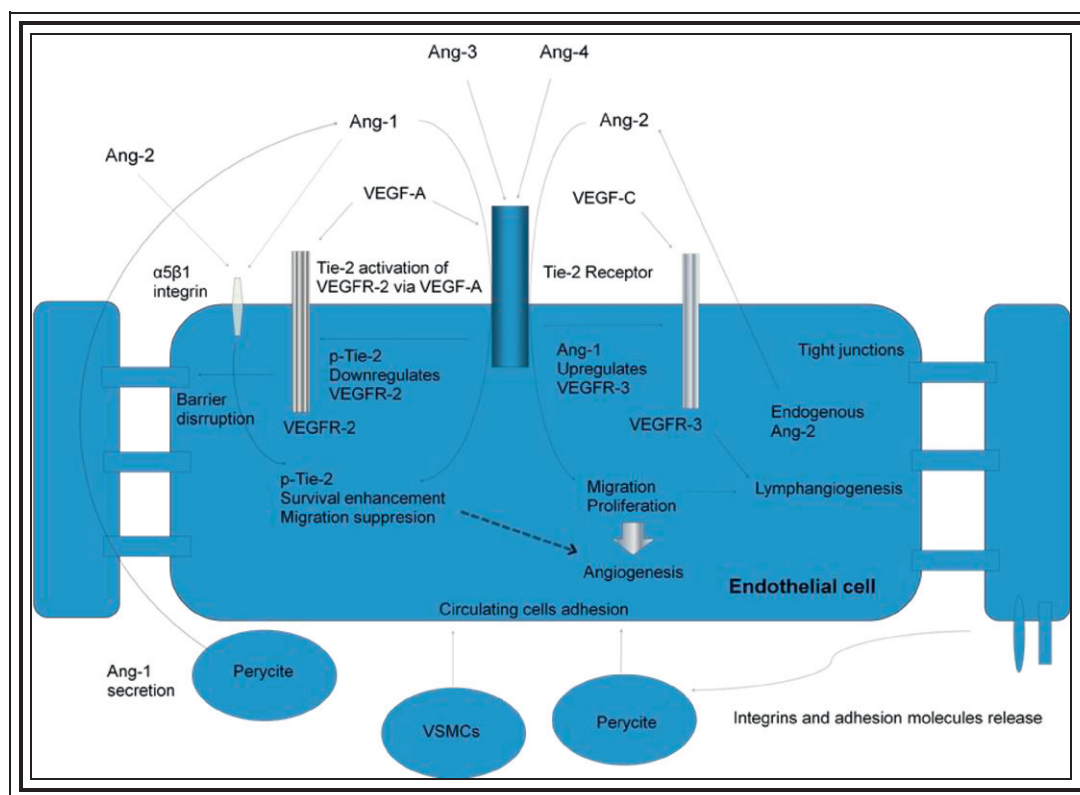 Ang-3
Ang-4
Ang-1
Ang-2
Ang-2
VEGF-A
VEGF-C
α5β1
integrin
Tie-2 activation of
VEGFR-2 via VEGF-A
Tie-2 Receptor
p-Tie-2
Downregulates
VEGFR-2
Ang-1
Upregulates
VEGFR-3
Tight junctions
Barrier
disrruption
VEGFR-2
VEGFR-3
Endogenous
Ang-2
p-Tie-2
Survival enhancement
Migration suppresion
Migration
Proliferation
Lymphangiogenesis
Angiogenesis
Endothelial cell
Circulating cells adhesion
Ang-1
secretion
Perycite
VSMCs
Perycite
Integrins and adhesion molecules release